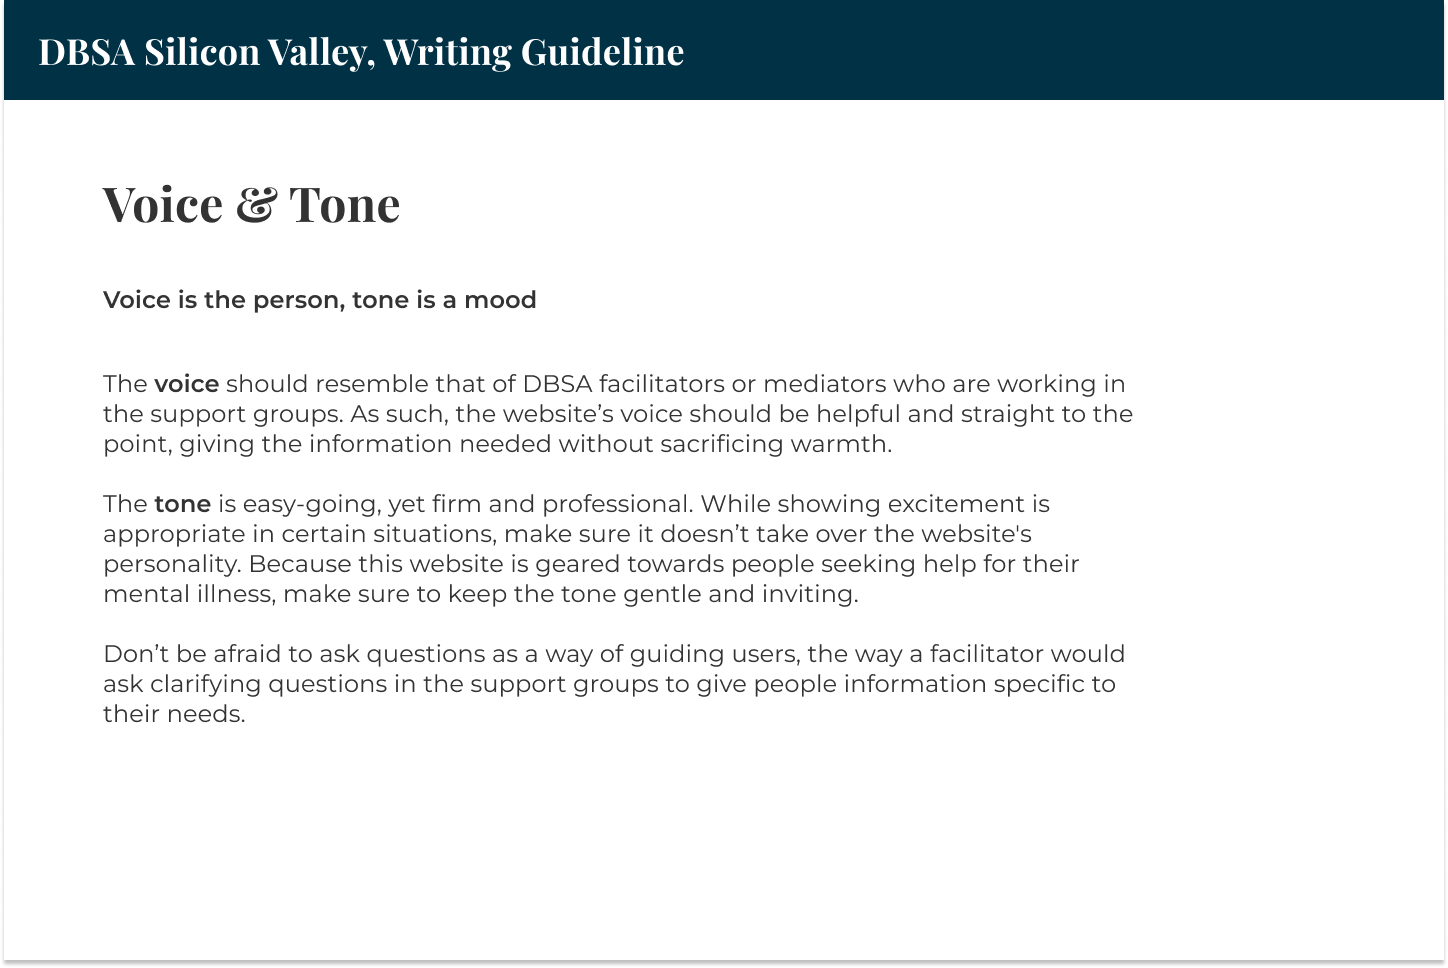 DBSA Silicon Valley, Writing Guideline
Voice & Tone
Voice is the person, tone is a mood
The voice should resemble that of DBSA facilitators or mediators who are working in
the support groups. As such, the website’s voice should be helpful and straight to the
point, giving the information needed without sacrificing warmth.
The tone is easy-going, yet firm and professional. While showing excitement is
appropriate in certain situations, make sure it doesn’t take over the website's
personality. Because this website is geared towards people seeking help for their
mental illness, make sure to keep the tone gentle and inviting.
Don’t be afraid to ask questions as a way of guiding users, the way a facilitator would
ask clarifying questions in the support groups to give people information specific to
their needs.